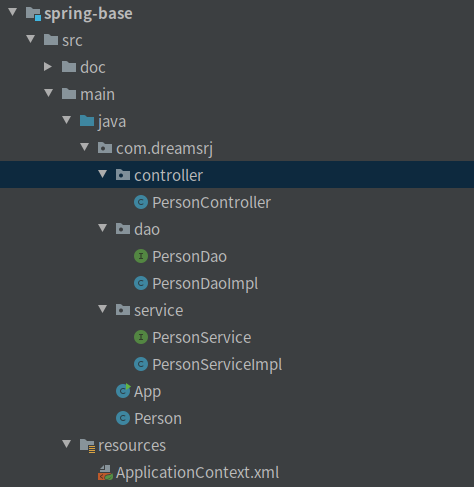 spring-base
src
doc
main
java
com.dreamsrj
controller
PersonController
dao
PersonDao
PersonDaoImpl
service
PersonService
PersonServiceImpl
App
Person
resources
ApplicationContext.xml